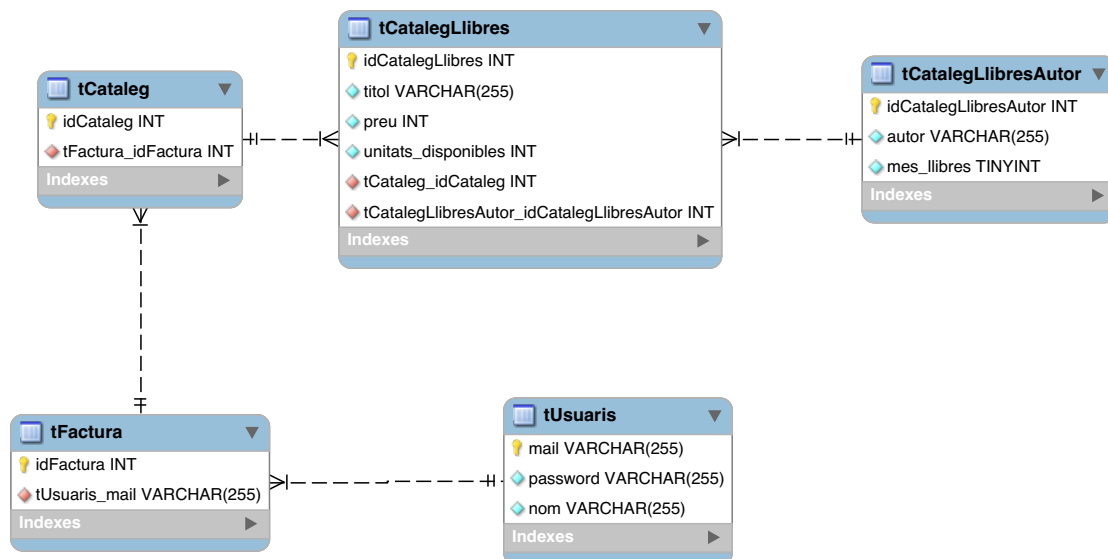 tCataleg
idCataleg INT
tFactura_idFactura INT
Indexes
tCatalegLlibres
idCatalegLlibres INT
titol VARCHAR(255)
preu INT
unitats_disponibles INT
tCataleg_idCataleg INT
tCatalegLlibresAutor_idCatalegLlibresAutor INT
Indexes
tCatalegLlibresAutor
idCatalegLlibresAutor INT
autor VARCHAR(255)
mes_llibres TINYINT
Indexes
tFactura
idFactura INT
tUsuaris_mail VARCHAR(255)
Indexes
tUsuaris
mail VARCHAR(255)
password VARCHAR(255)
nom VARCHAR(255)
Indexes